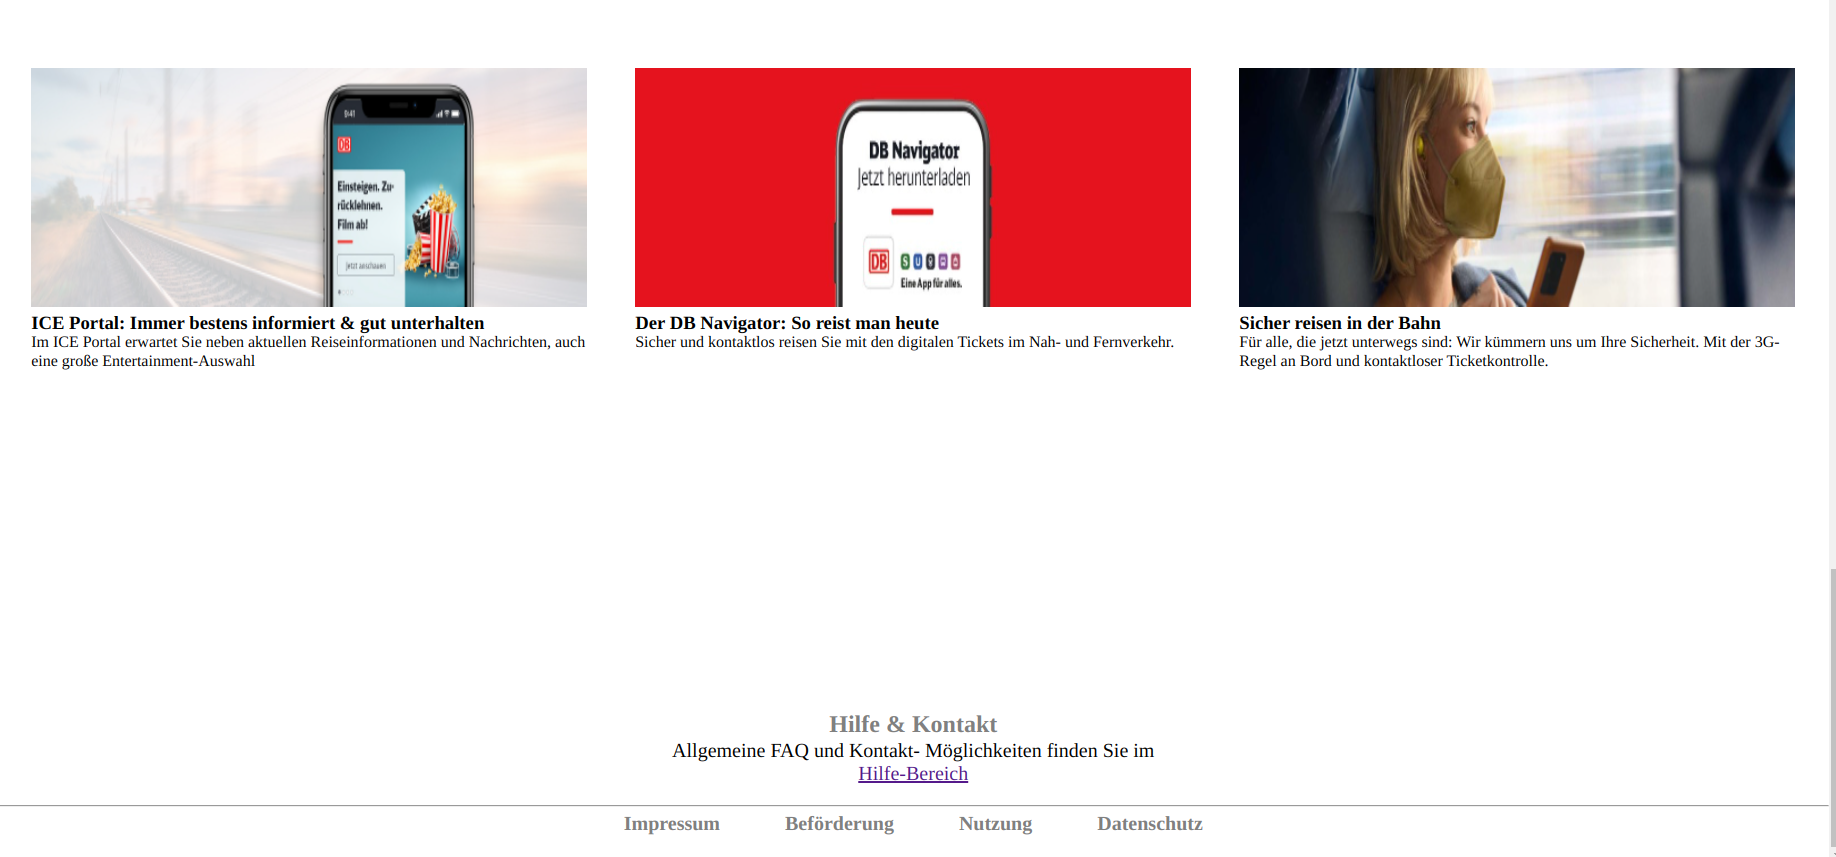 9:41
DB
Einsteigen. Zu-
rücklehnen.
Film ab!
Jetzt anschauen
ICE Portal: Immer bestens informiert & gut unterhalten
Im ICE Portal erwartet Sie neben aktuellen Reiseinformationen und Nachrichten, auch
eine große Entertainment-Auswahl
DB Navigator
Jetzt herunterladen
DB S U
Eine App für alles.
Der DB Navigator: So reist man heute
Sicher und kontaktlos reisen Sie mit den digitalen Tickets im Nah- und Fernverkehr.
Sicher reisen in der Bahn
Für alle, die jetzt unterwegs sind: Wir kümmern uns um Ihre Sicherheit. Mit der 3G-
Regel an Bord und kontaktloser Ticketkontrolle.
Hilfe & Kontakt
Allgemeine FAQ und Kontakt- Möglichkeiten finden Sie im
Hilfe-Bereich
Impressum Beförderung Nutzung Datenschutz